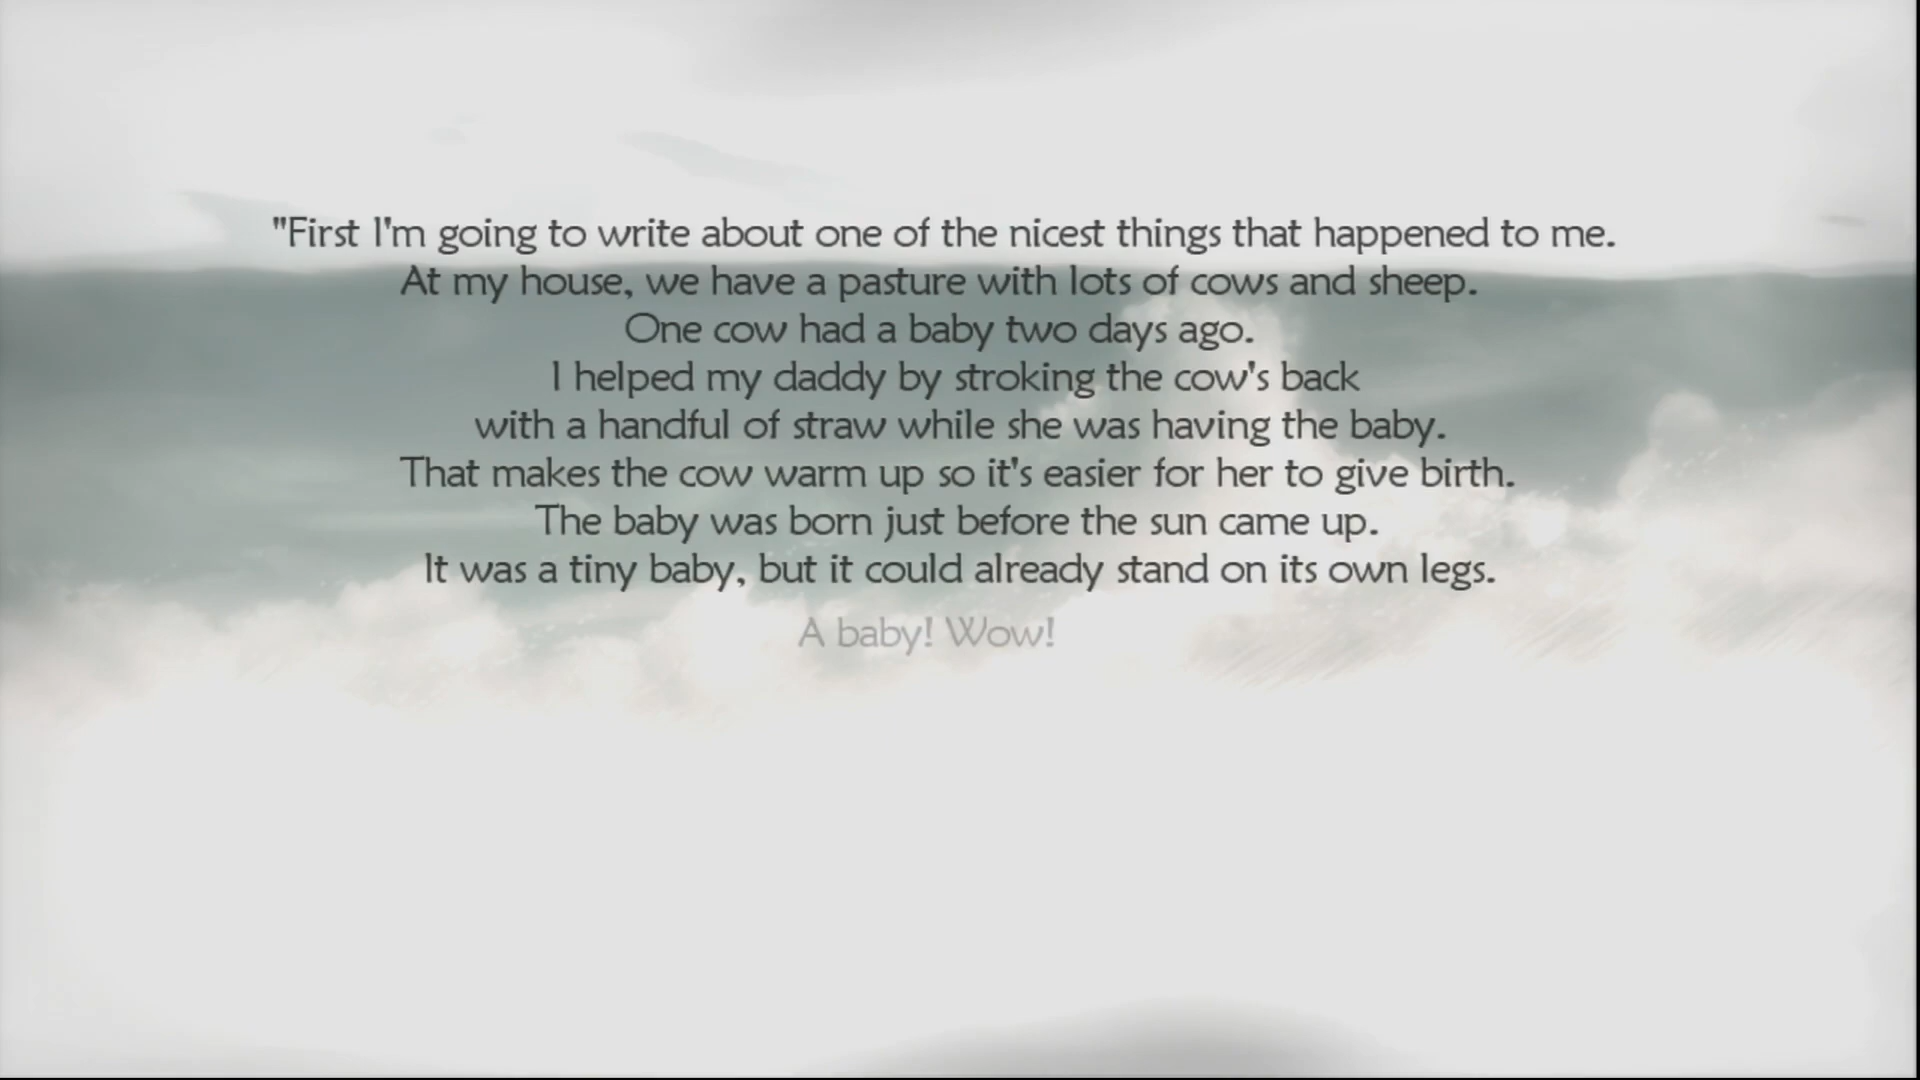 "First I'm going to write about one of the nicest things that happened to me.
At my house, we have a pasture with lots of cows and sheep.
One cow had a baby two days ago.
I helped my daddy by stroking the cow's back
with a handful of straw while she was having the baby.
That makes the cow warm up so it's easier for her to give birth.
The baby was born just before the sun came up.
It was a tiny baby, but it could already stand on its own legs.
A baby! Wow!